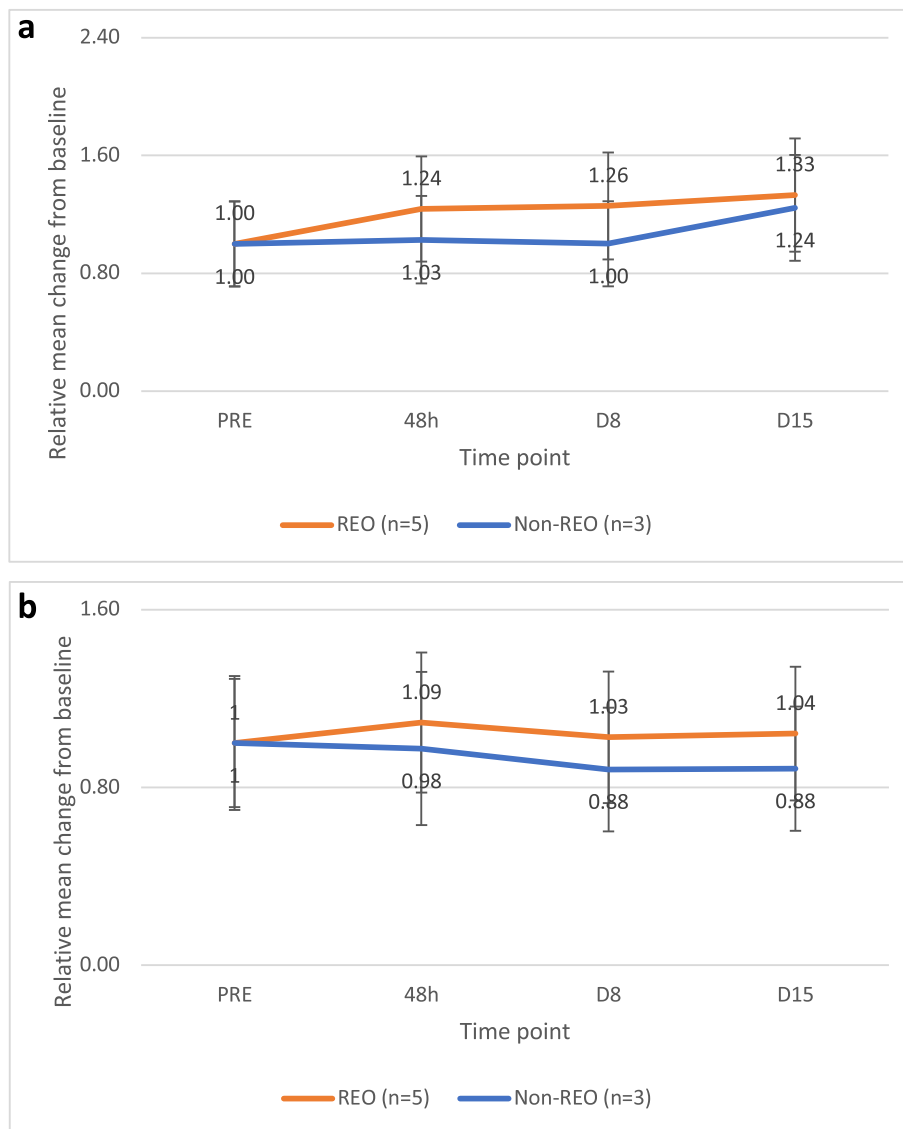 a
Relative mean change from baseline
2.40
1.60
0.80
0.00
1.00
1.24
1.26
1.33
1.00
1.03
1.00
1.24
PRE 48h D8 D15
Time point
REO (n=5) Non-REO (n=3)
b
Relative mean change from baseline
1.60
0.80
0.00
1
1.09
1.03
1.04
1
0.98
0.88
0.88
PRE 48h D8 D15
Time point
REO (n=5) Non-REO (n=3)